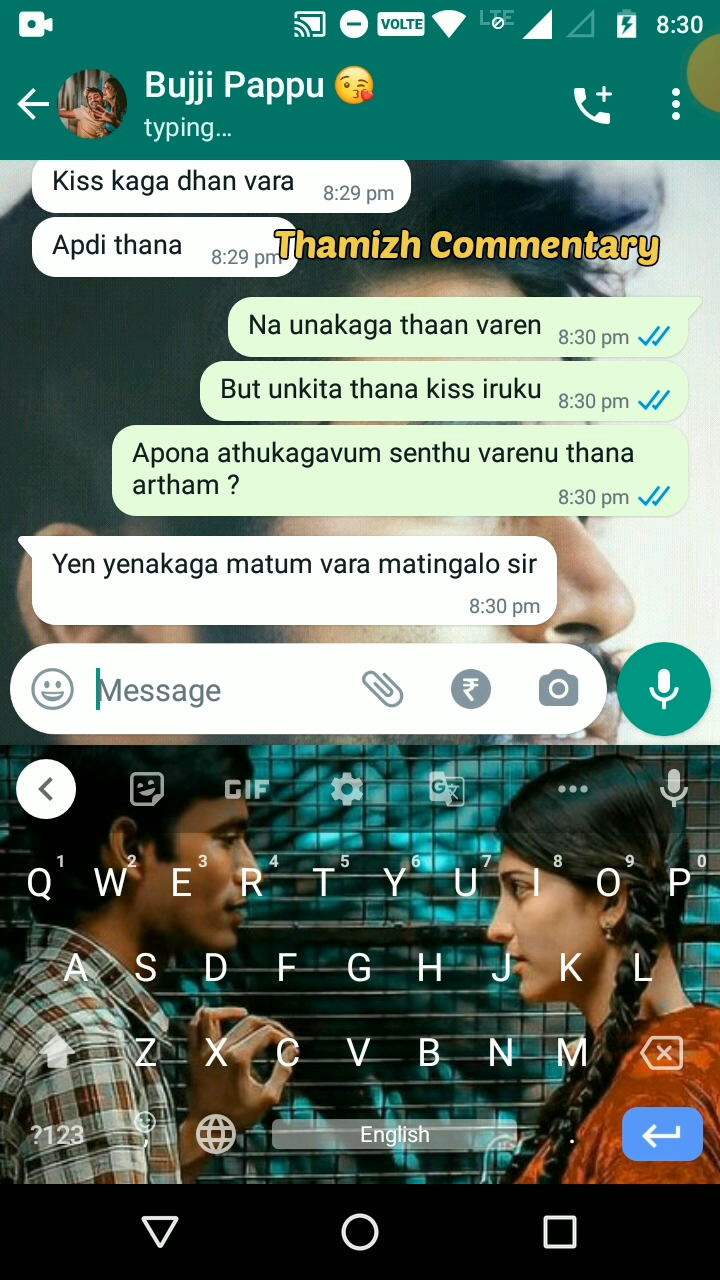 VOLTE LTE 8:30
Bujji Pappu 😘
typing...
Kiss kaga dhan vara 8:29 pm
Apdi thana 8:29 pm
Thamizh Commentary
Na unakaga thaan varen 8:30 pm
But unkita thana kiss iruku 8:30 pm
Apona athukagavum senthu varenu thana
artham ? 8:30 pm
Yen yenakaga matum vara matingalo sir
8:30 pm
Message ₹
GIF G
1 2 3 4 5 6 7 8 9 0
Q W E R T Y U I O P
A S D F G H J K L
Z X C V B N M
?123 , English .